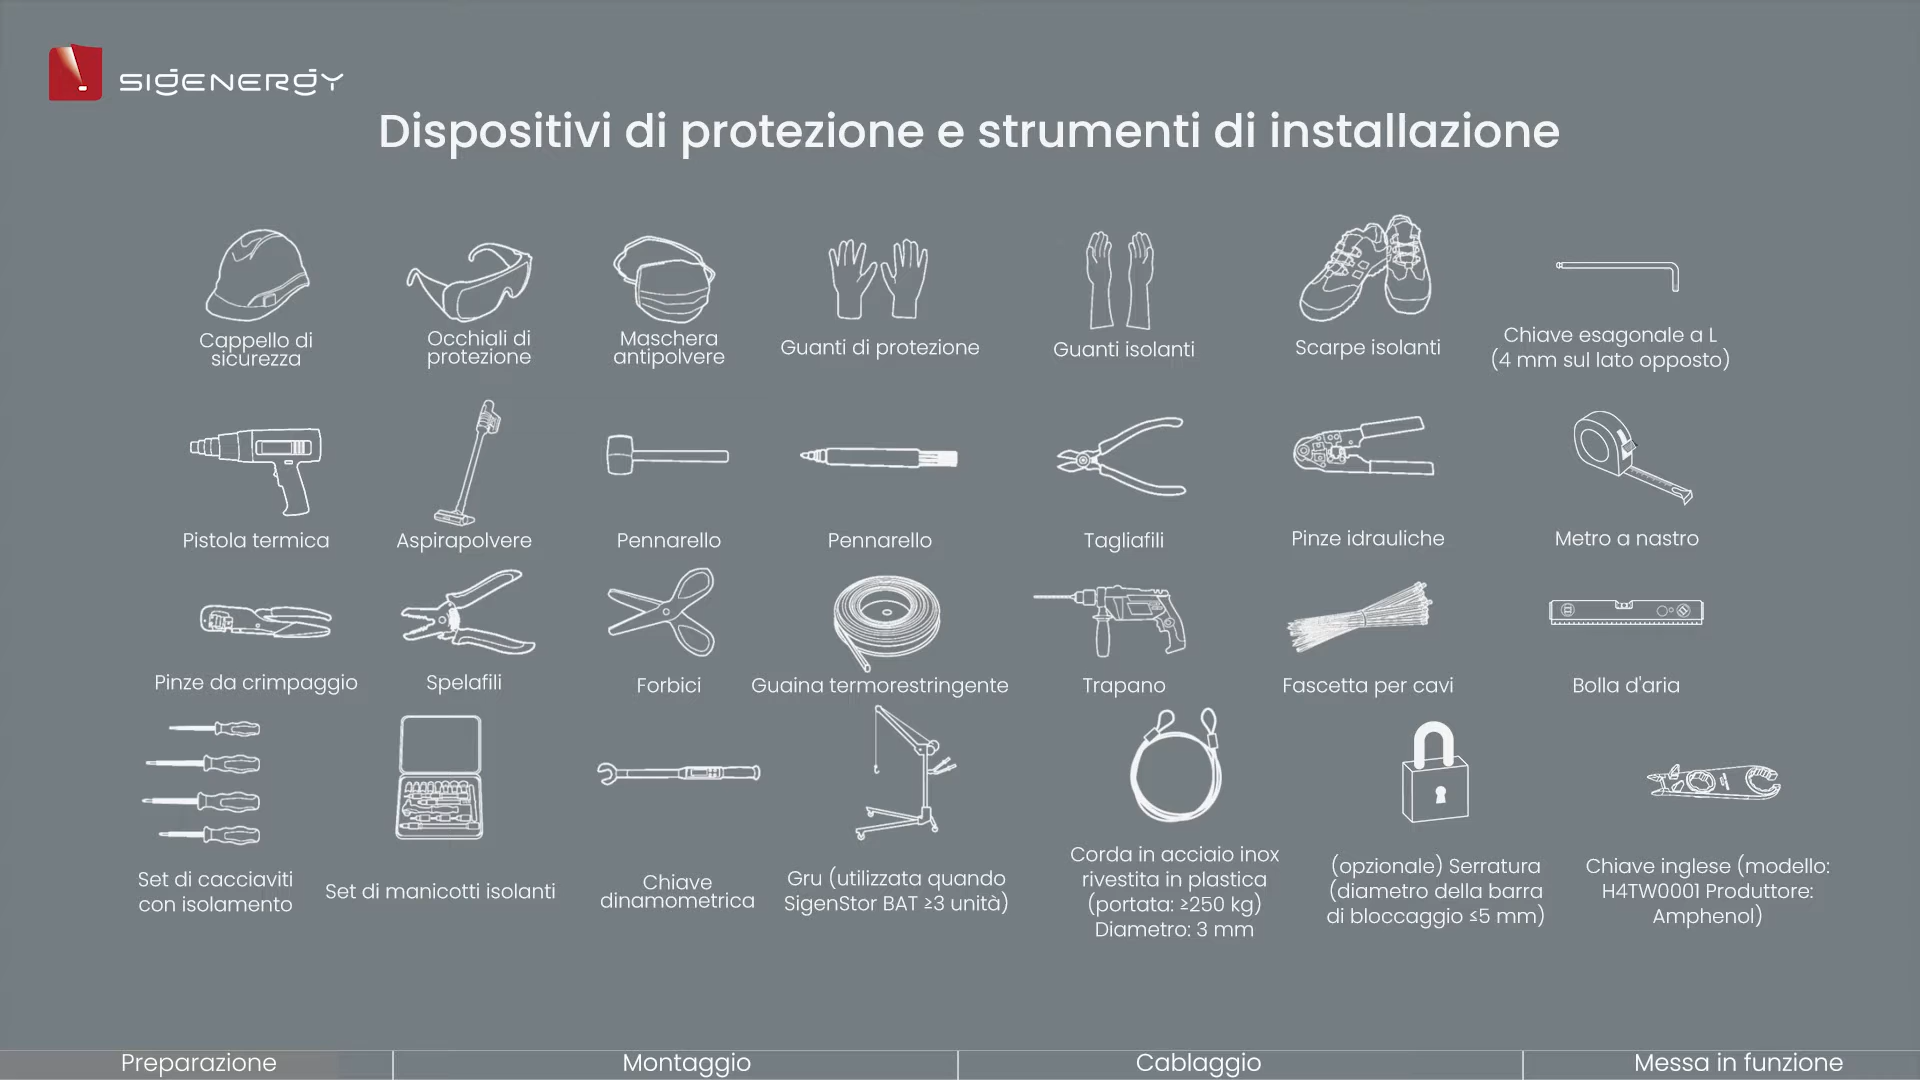 SIGENERGY
Dispositivi di protezione e strumenti di installazione
Cappello di
sicurezza
Occhiali di
protezione
Maschera
antipolvere
Guanti di protezione
Guanti isolanti
Scarpe isolanti
Chiave esagonale a L
(4 mm sul lato opposto)
Pistola termica
Aspirapolvere
Pennarello
Pennarello
Tagliafili
Pinze idrauliche
Metro a nastro
Pinze da crimpaggio
Spelafili
Forbici
Guaina termorestringente
Trapano
Fascetta per cavi
Bolla d'aria
Set di cacciaviti
con isolamento
Set di manicotti isolanti
Chiave
dinamometrica
Gru (utilizzata quando
SigenStor BAT ≥3 unità)
Corda in acciaio inox
rivestita in plastica
(portata: ≥250 kg)
Diametro: 3 mm
(opzionale) Serratura
(diametro della barra
di bloccaggio ≤5 mm)
Chiave inglese (modello:
H4TW0001 Produttore:
Amphenol)
Preparazione
Montaggio
Cablaggio
Messa in funzione